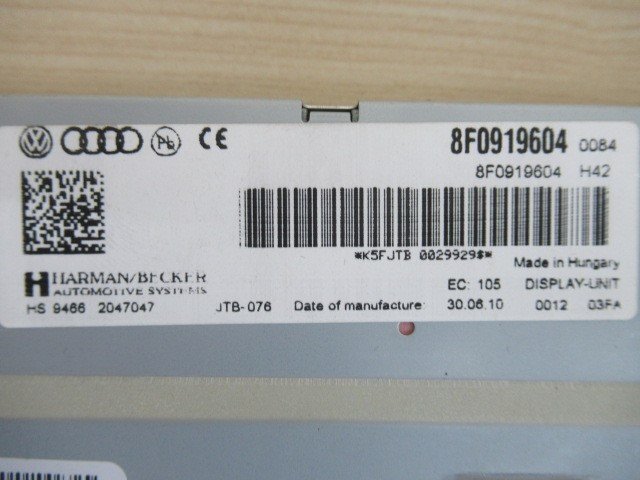 8F0919604 0084
8F0919604 H42
*K5FJTB 0029929$*
Made in Hungary
HARMAN/BECKER
AUTOMOTIVE SYSTEMS
EC: 105 DISPLAY-UNIT
HS 9466 2047047 JTB-076 Date of manufacture: 30.06.10 0012 03FA